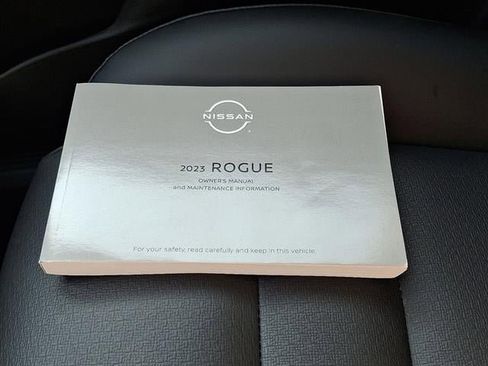 NISSAN
2023 ROGUE
OWNER'S MANUAL
and MAINTENANCE INFORMATION
For your safety, read carefully and keep in this vehicle.